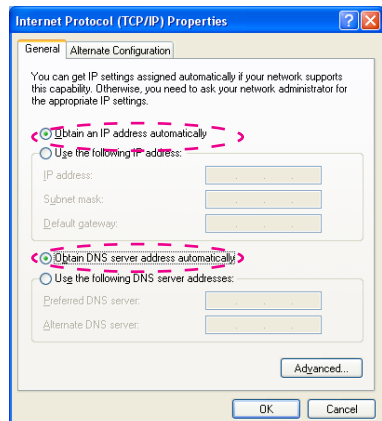 Internet Protocol (TCP/IP) Properties
General Alternate Configuration
You can get IP settings assigned automatically if your network supports
this capability. Otherwise, you need to ask your network administrator for
the appropriate IP settings.
Obtain an IP address automatically
Use the following IP address:
IP address:
Subnet mask:
Default gateway:
Obtain DNS server address automatically
Use the following DNS server addresses:
Preferred DNS server:
Alternate DNS server:
Advanced...
OK Cancel